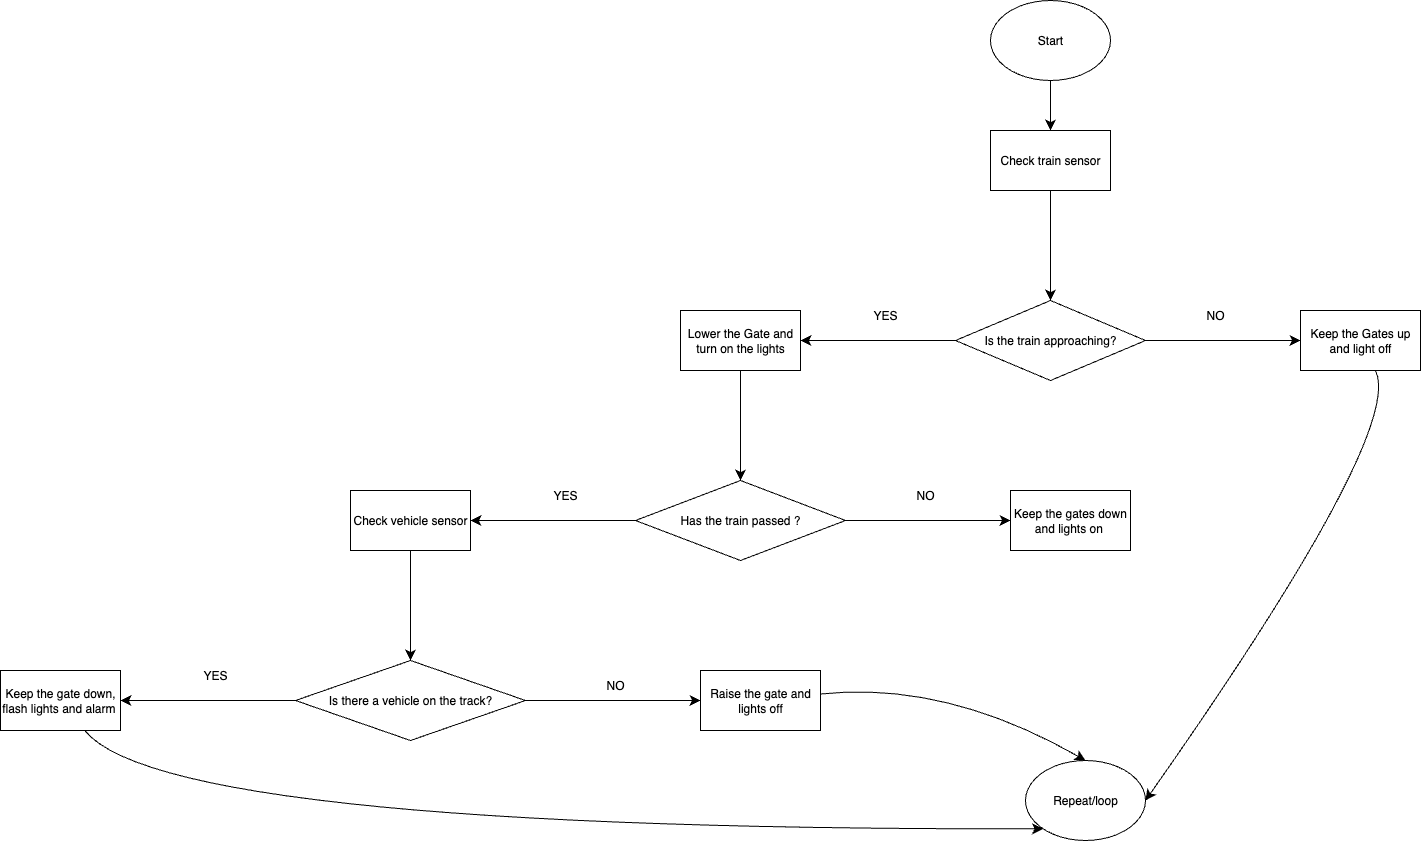 Start
Check train sensor
YES
NO
Lower the Gate and
turn on the lights
Is the train approaching?
Keep the Gates up
and light off
YES
NO
Check vehicle sensor
Has the train passed ?
Keep the gates down
and lights on
YES
NO
Keep the gate down,
flash lights and alarm
Is there a vehicle on the track?
Raise the gate and
lights off
Repeat/loop